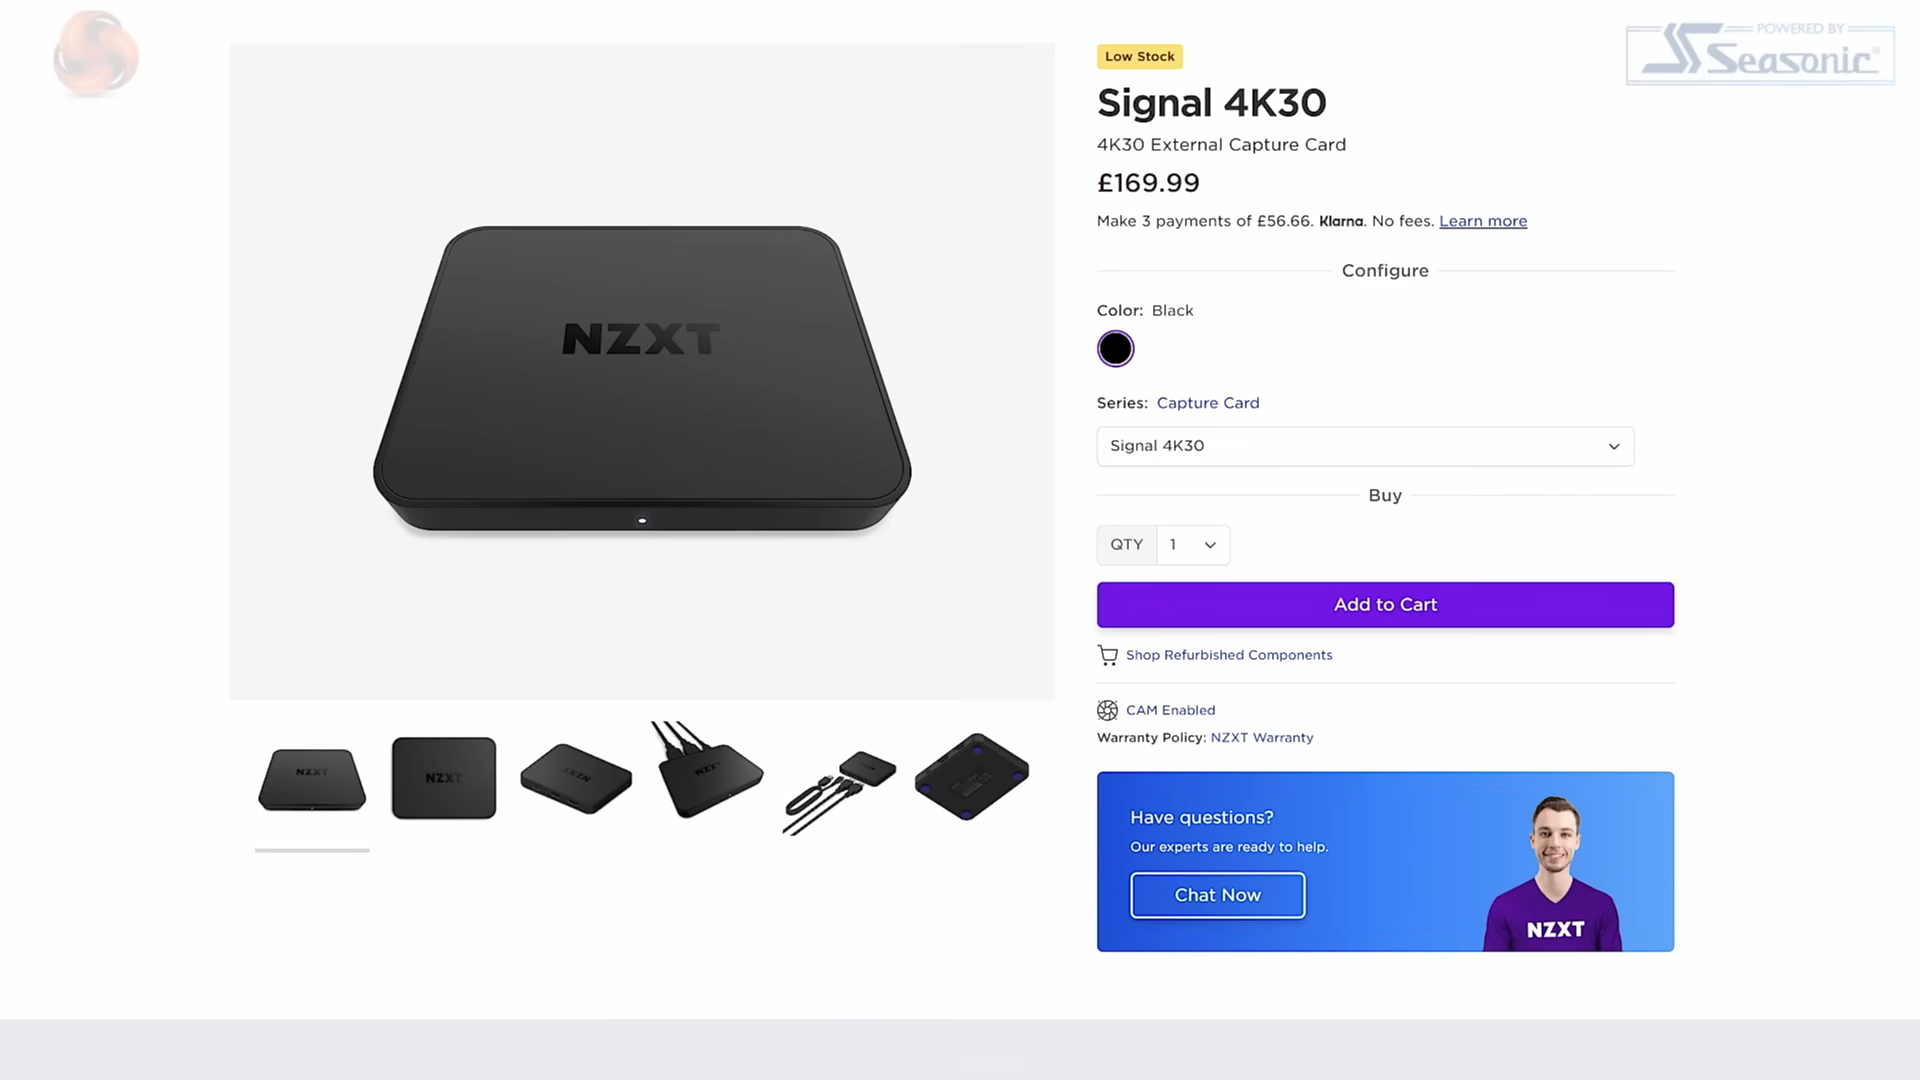 POWERED BY
Seasonic®
Low Stock
Signal 4K30
4K30 External Capture Card
£169.99
Make 3 payments of £56.66. Klarna. No fees. Learn more
Configure
Color: Black
Series: Capture Card
Signal 4K30
Buy
QTY 1
Add to Cart
Shop Refurbished Components
CAM Enabled
Warranty Policy: NZXT Warranty
Have questions?
Our experts are ready to help.
Chat Now
NZXT
NZXT
NZXT
NZXT
NZXT
NZXT